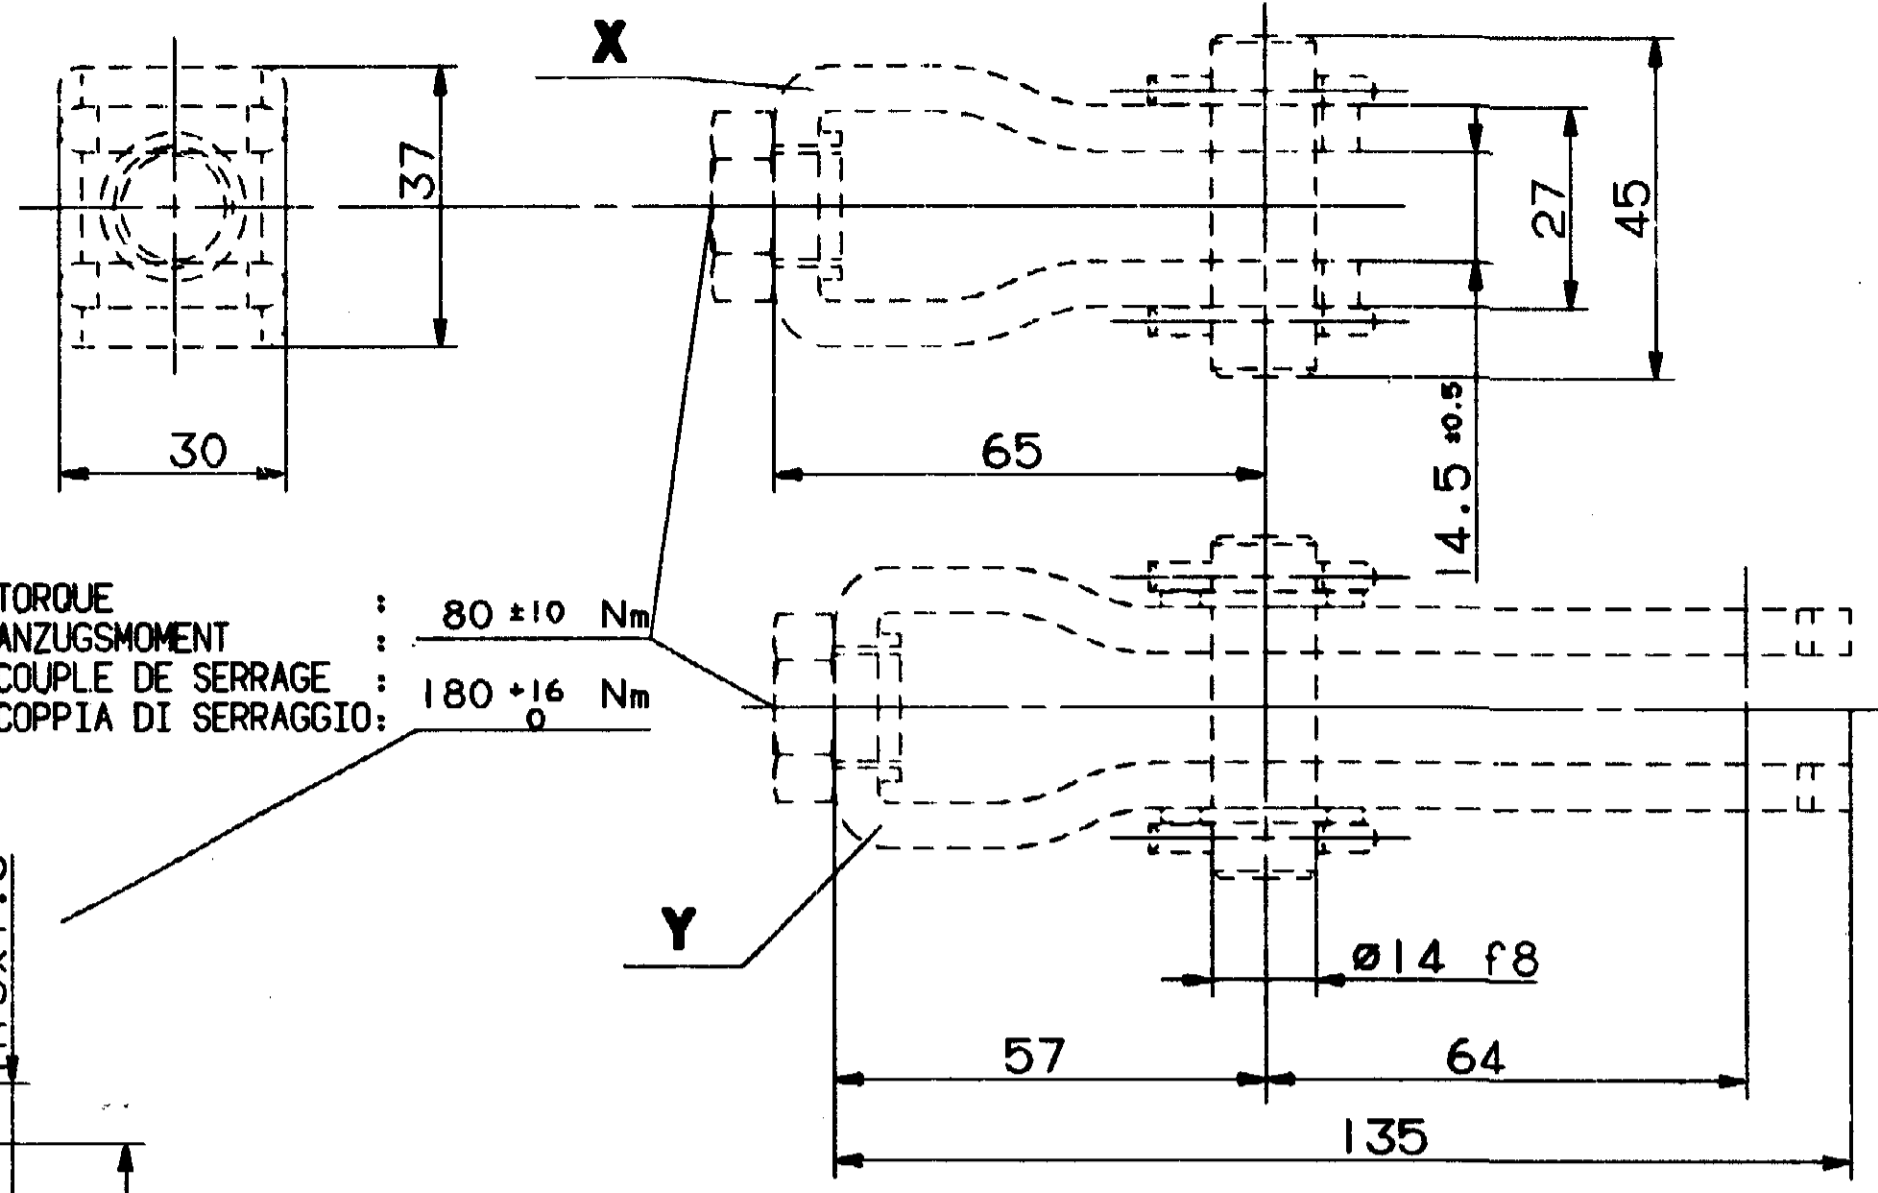 X
37
30
65
27
45
14.5 ±0.5
TORQUE :
ANZUGSMOMENT :
COUPLE DE SERRAGE :
COPPIA DI SERRAGGIO:
80 ±10 Nm
180 +16 Nm
0
Y
ø14 f8
57
64
135